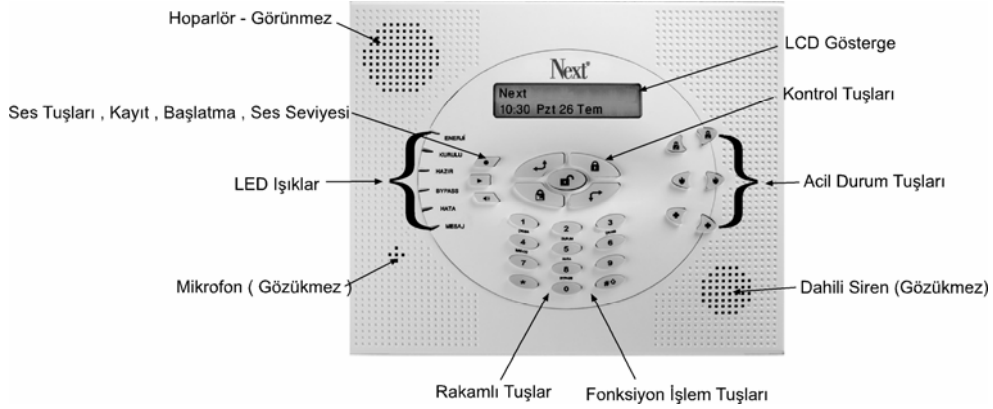 Hoparlör - Görünmez
LCD Gösterge
Next
Next
10:30 Pzt 26 Tem
Kontrol Tuşları
Ses Tuşları , Kayıt , Başlatma , Ses Seviyesi
ENERJİ
KURULU
HAZIR
BYPASS
HATA
MESAJ
LED Işıklar
Acil Durum Tuşları
1
2
3
4
5
6
7
8
9
*
0
#
Mikrofon ( Gözükmez )
Dahili Siren (Gözükmez)
Rakamlı Tuşlar
Fonksiyon İşlem Tuşları